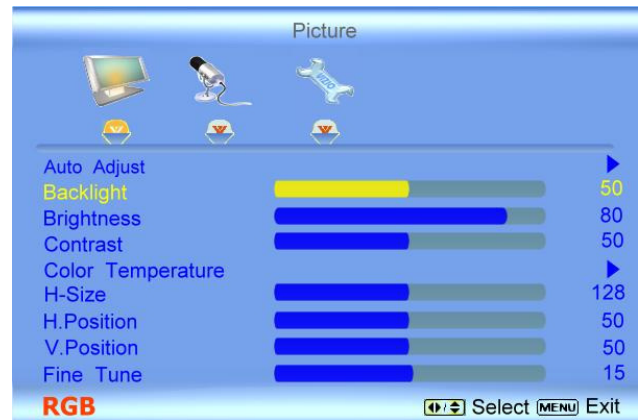 Picture
VIZIO
Auto Adjust
Backlight 50
Brightness 80
Contrast 50
Color Temperature
H-Size 128
H.Position 50
V.Position 50
Fine Tune 15
RGB Select MENU Exit